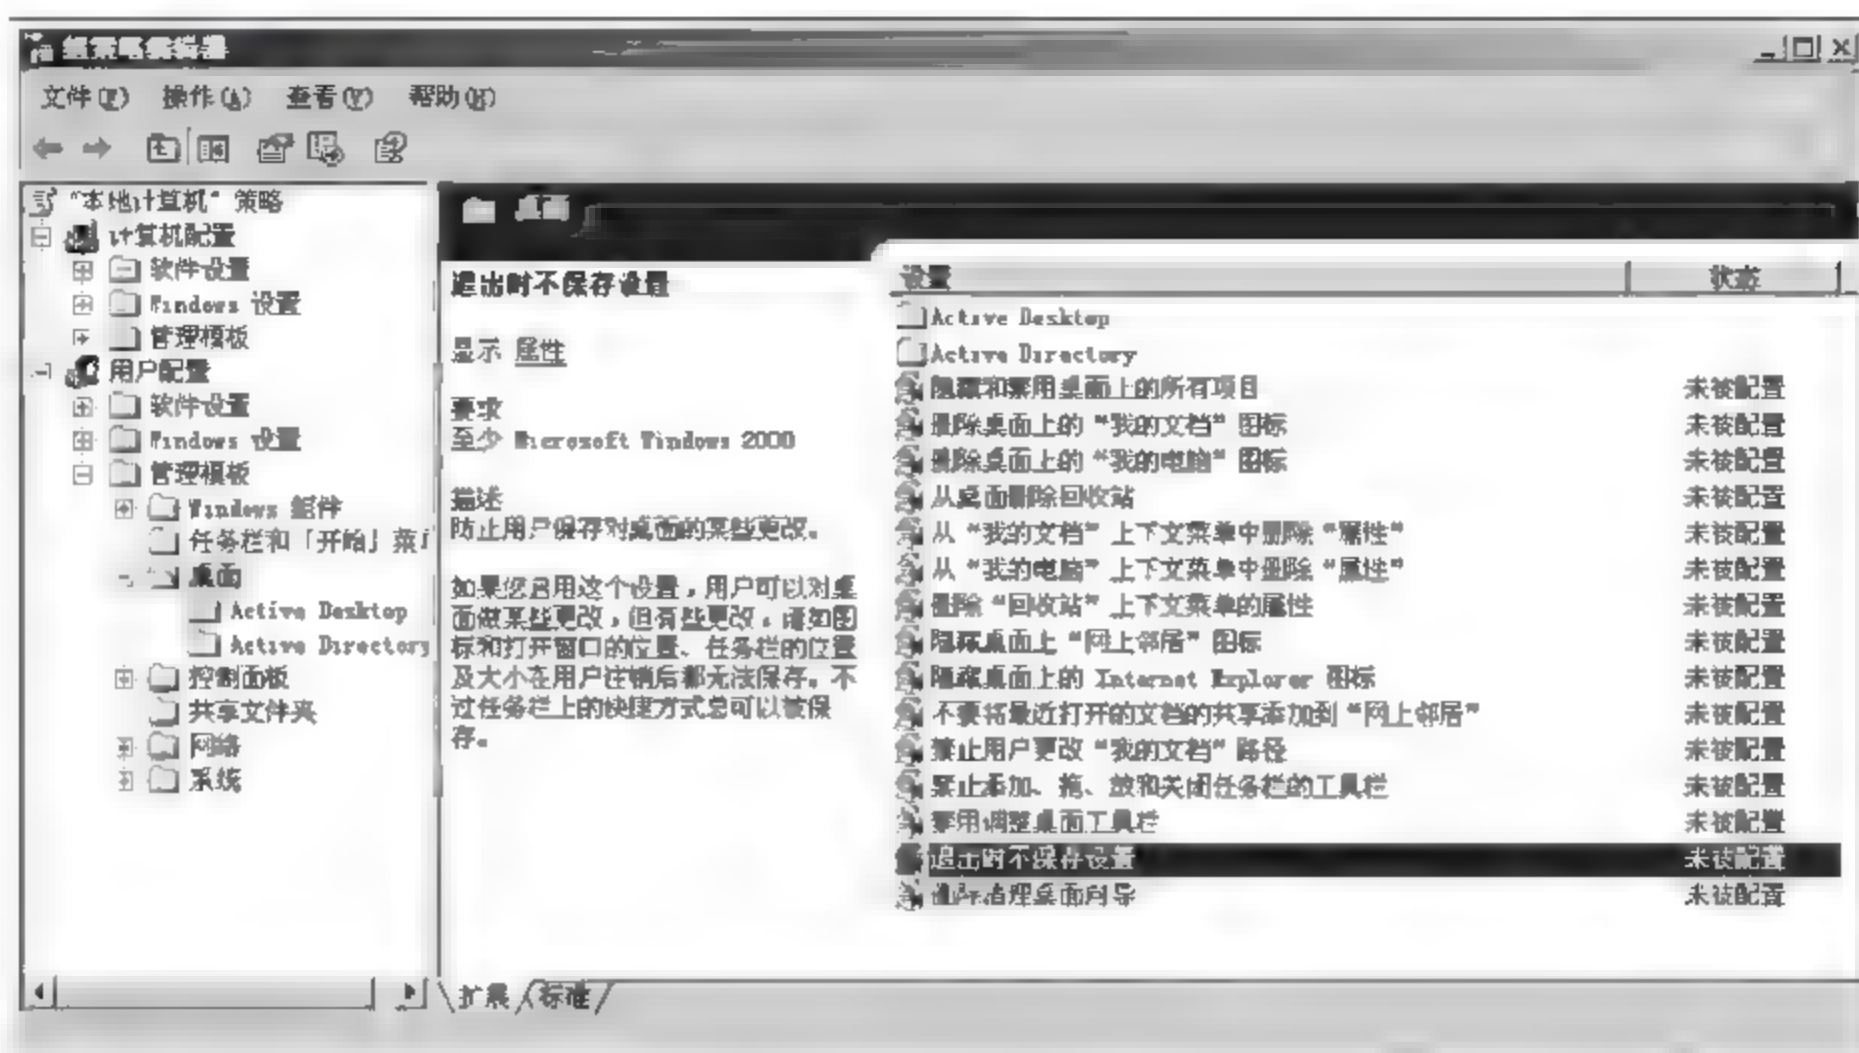 组策略编辑器
文件(F) 操作(A) 查看(V) 帮助(H)
“本地计算机” 策略
计算机配置
软件设置
Windows 设置
管理模板
用户配置
软件设置
Windows 设置
管理模板
Windows 组件
任务栏和「开始」菜单
桌面
Active Desktop
Active Directory
控制面板
共享文件夹
网络
系统
桌面
退出时不保存设置
显示 属性
要求
至少 Microsoft Windows 2000
描述
防止用户保存对桌面的某些更改。
如果您启用这个设置，用户可以对桌
面做某些更改，但有些更改，诸如图
标和打开窗口的位置、任务栏的位置
及大小在用户注销后都无法保存。不
过任务栏上的快捷方式总可以被保
存。
设置 状态
Active Desktop
Active Directory
隐藏和禁用桌面上的所有项目 未被配置
删除桌面上的“我的文档”图标 未被配置
删除桌面上的“我的电脑”图标 未被配置
从桌面删除回收站 未被配置
从“我的文档”上下文菜单中删除“属性” 未被配置
从“我的电脑”上下文菜单中删除“属性” 未被配置
删除“回收站”上下文菜单的属性 未被配置
隐藏桌面上“网上邻居”图标 未被配置
隐藏桌面上的 Internet Explorer 图标 未被配置
不要将最近打开的文档的共享添加到“网上邻居” 未被配置
禁止用户更改“我的文档”路径 未被配置
禁止添加、拖、放和关闭任务栏的工具栏 未被配置
禁用调整桌面工具栏 未被配置
退出时不保存设置 未被配置
删除清理桌面向导 未被配置
扩展 标准